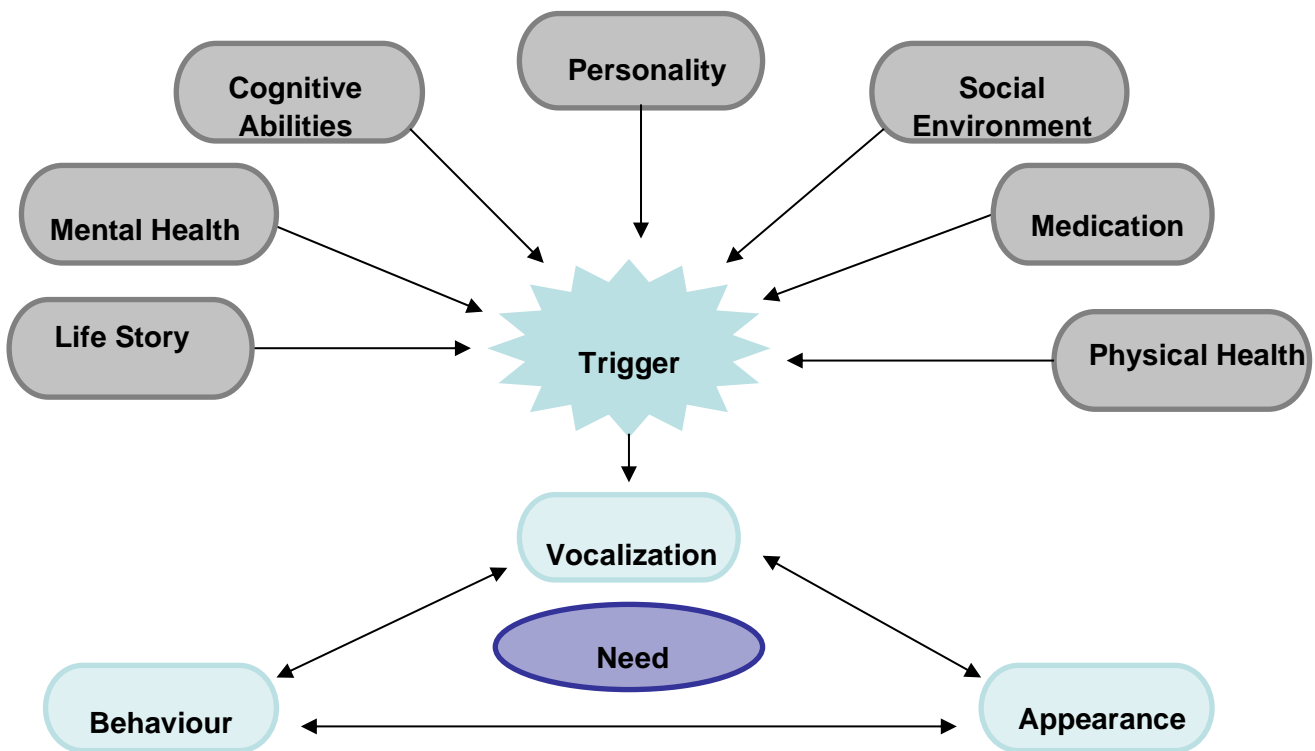 Personality
Cognitive
Abilities
Social
Environment
Mental Health
Medication
Life Story
Physical Health
Trigger
Vocalization
Need
Behaviour
Appearance